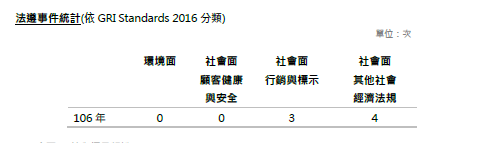 法遵事件統計(依 GRI Standards 2016 分類)
單位：次
環境面 社會面 社會面 社會面
顧客健康 行銷與標示 其他社會
與安全 經濟法規
106 年 0 0 3 4